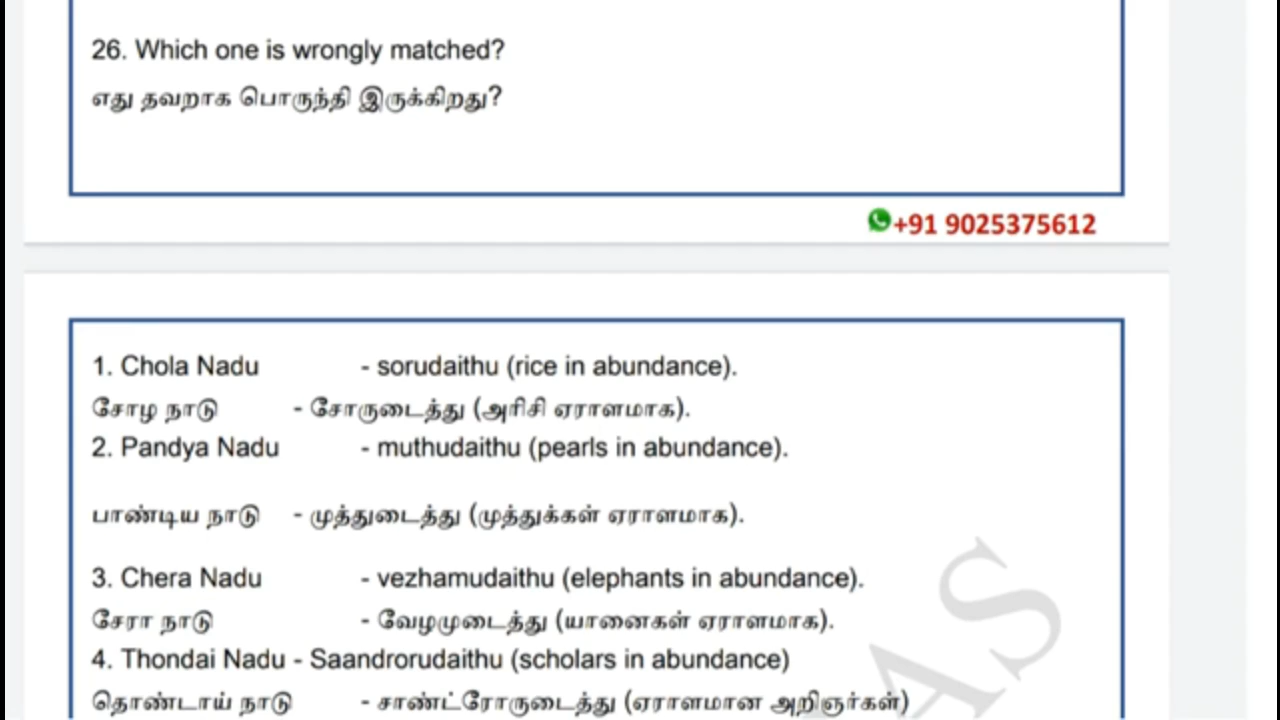 26. Which one is wrongly matched?
எது தவறாக பொருந்தி இருக்கிறது?
+91 9025375612
1. Chola Nadu - sorudaithu (rice in abundance).
சோழ நாடு - சோருடைத்து (அரிசி ஏராளமாக).
2. Pandya Nadu - muthudaithu (pearls in abundance).
பாண்டிய நாடு - முத்துடைத்து (முத்துக்கள் ஏராளமாக).
3. Chera Nadu - vezhamudaithu (elephants in abundance).
சேரா நாடு - வேழமுடைத்து (யானைகள் ஏராளமாக).
4. Thondai Nadu - Saandrorudaithu (scholars in abundance)
தொண்டாய் நாடு - சாண்ட்ரோருடைத்து (ஏராளமான அறிஞர்கள்)
AS